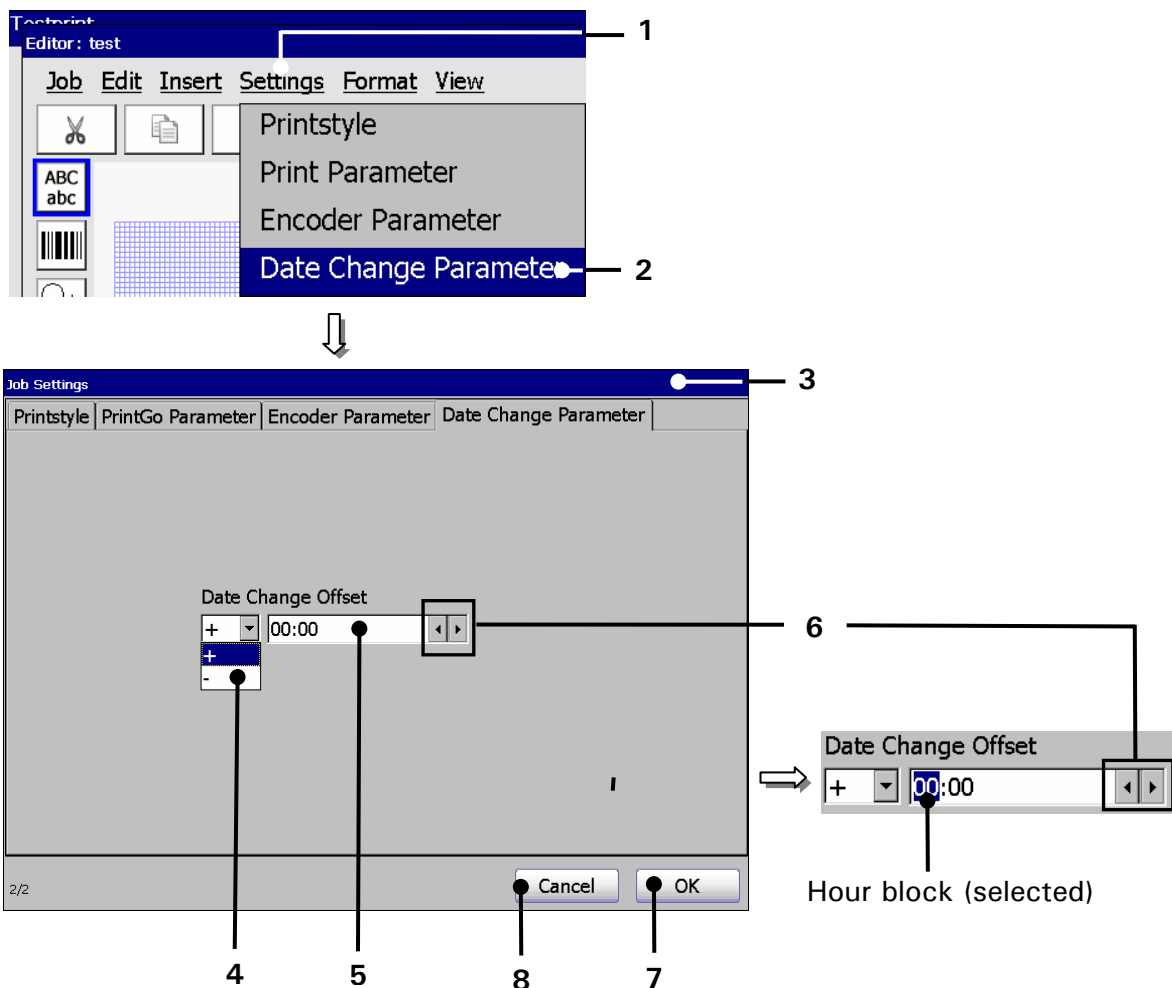 Testprint
1
Editor: test
Job Edit Insert Settings Format View
Printstyle
ABC
abc
Print Parameter
Encoder Parameter
Date Change Parameter
2
Job Settings
3
Printstyle PrintGo Parameter Encoder Parameter Date Change Parameter
Date Change Offset
+ 00:00
+
-
6
Date Change Offset
+ 00:00
2/2
Cancel OK
Hour block (selected)
4 5 8 7